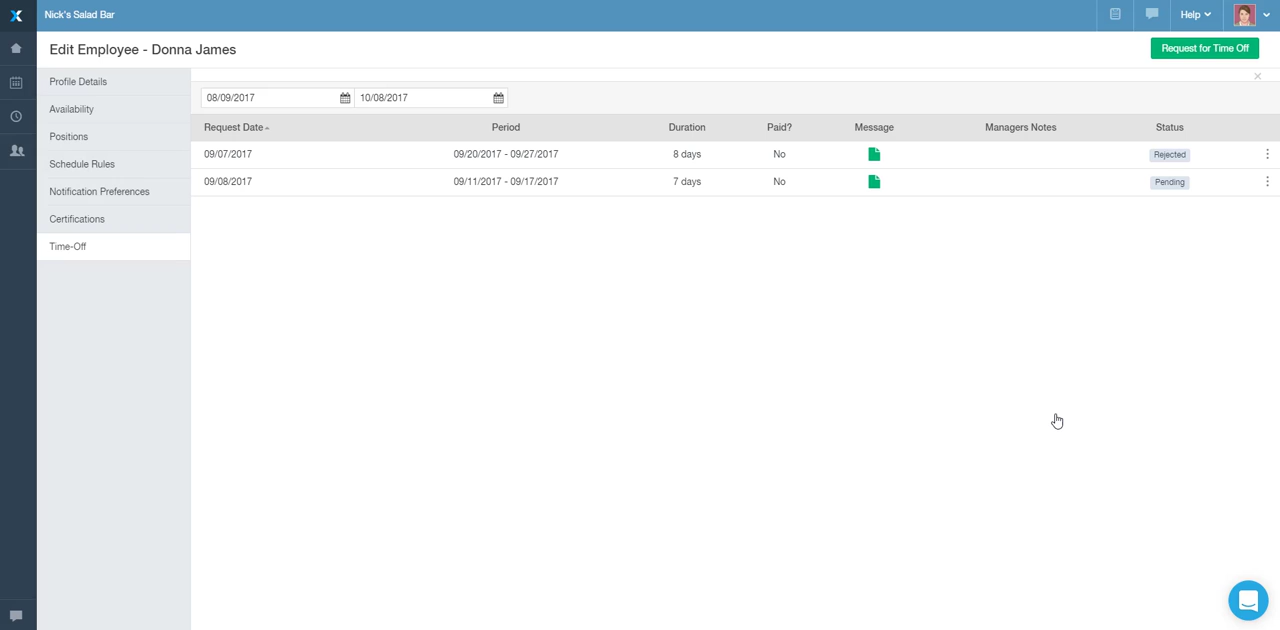 Nick's Salad Bar
Help
Edit Employee - Donna James
Request for Time Off
Profile Details
Availability
Positions
Schedule Rules
Notification Preferences
Certifications
Time-Off
08/09/2017 10/08/2017
Request Date Period Duration Paid? Message Managers Notes Status
09/07/2017 09/20/2017 - 09/27/2017 8 days No Rejected
09/08/2017 09/11/2017 - 09/17/2017 7 days No Pending